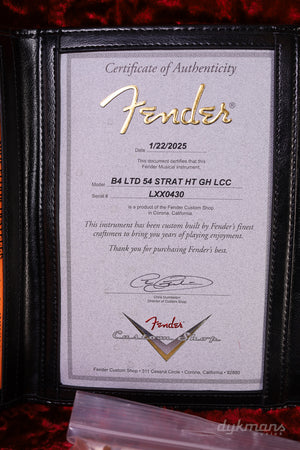 Certificate of Authenticity
Fender®
Date 1/22/2025
This document certifies that this
Fender Musical Instrument,
Model B4 LTD 54 STRAT HT GH LCC
Serial# LXX0430
is a product of the Fender Custom Shop
in Corona, California.
This instrument has been custom built by Fender's finest
craftsmen to bring you years of playing enjoyment.
Thank you for purchasing Fender's best.
Director of Custom Shop
Fender
Custom Shop
Fender Custom Shop • 311 Cessna Circle • Corona, California • 92880
dykmans